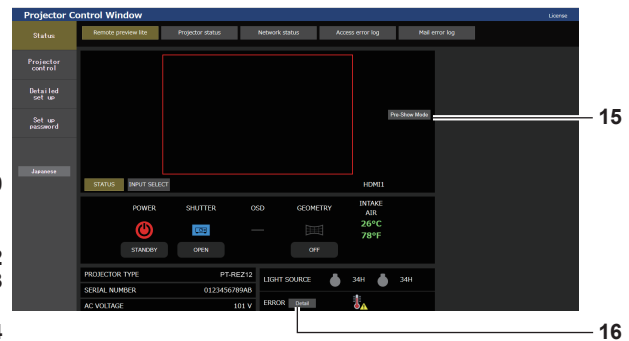 Projector Control Window
License
Status
Remote preview lite
Projector status
Network status
Access error log
Mail error log
Projector
control
Detailed
set up
Set up
password
Japanese
Pre-Show Mode
15
STATUS
INPUT SELECT
HDMI1
POWER
SHUTTER
OSD
GEOMETRY
INTAKE
AIR
26°C
78°F
STANDBY
OPEN
OFF
PROJECTOR TYPE PT-REZ12
SERIAL NUMBER 0123456789AB
AC VOLTAGE 101 V
LIGHT SOURCE 34H 34H
ERROR Detail
16